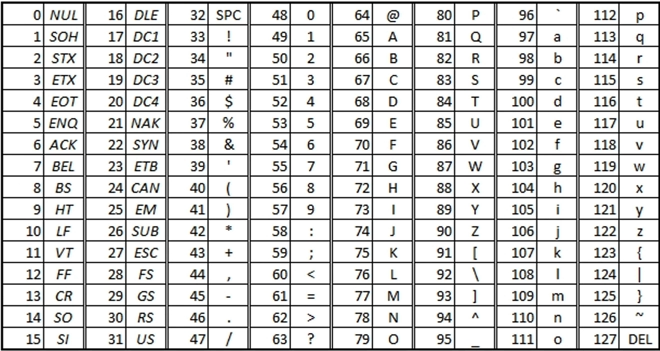 0 NUL 16 DLE 32 SPC 48 0 64 @ 80 P 96 ` 112 p
1 SOH 17 DC1 33 ! 49 1 65 A 81 Q 97 a 113 q
2 STX 18 DC2 34 " 50 2 66 B 82 R 98 b 114 r
3 ETX 19 DC3 35 # 51 3 67 C 83 S 99 c 115 s
4 EOT 20 DC4 36 $ 52 4 68 D 84 T 100 d 116 t
5 ENQ 21 NAK 37 % 53 5 69 E 85 U 101 e 117 u
6 ACK 22 SYN 38 & 54 6 70 F 86 V 102 f 118 v
7 BEL 23 ETB 39 ' 55 7 71 G 87 W 103 g 119 w
8 BS 24 CAN 40 ( 56 8 72 H 88 X 104 h 120 x
9 HT 25 EM 41 ) 57 9 73 I 89 Y 105 i 121 y
10 LF 26 SUB 42 * 58 : 74 J 90 Z 106 j 122 z
11 VT 27 ESC 43 + 59 ; 75 K 91 [ 107 k 123 {
12 FF 28 FS 44 , 60 < 76 L 92 \ 108 l 124 |
13 CR 29 GS 45 - 61 = 77 M 93 ] 109 m 125 }
14 SO 30 RS 46 . 62 > 78 N 94 ^ 110 n 126 ~
15 SI 31 US 47 / 63 ? 79 O 95 _ 111 o 127 DEL